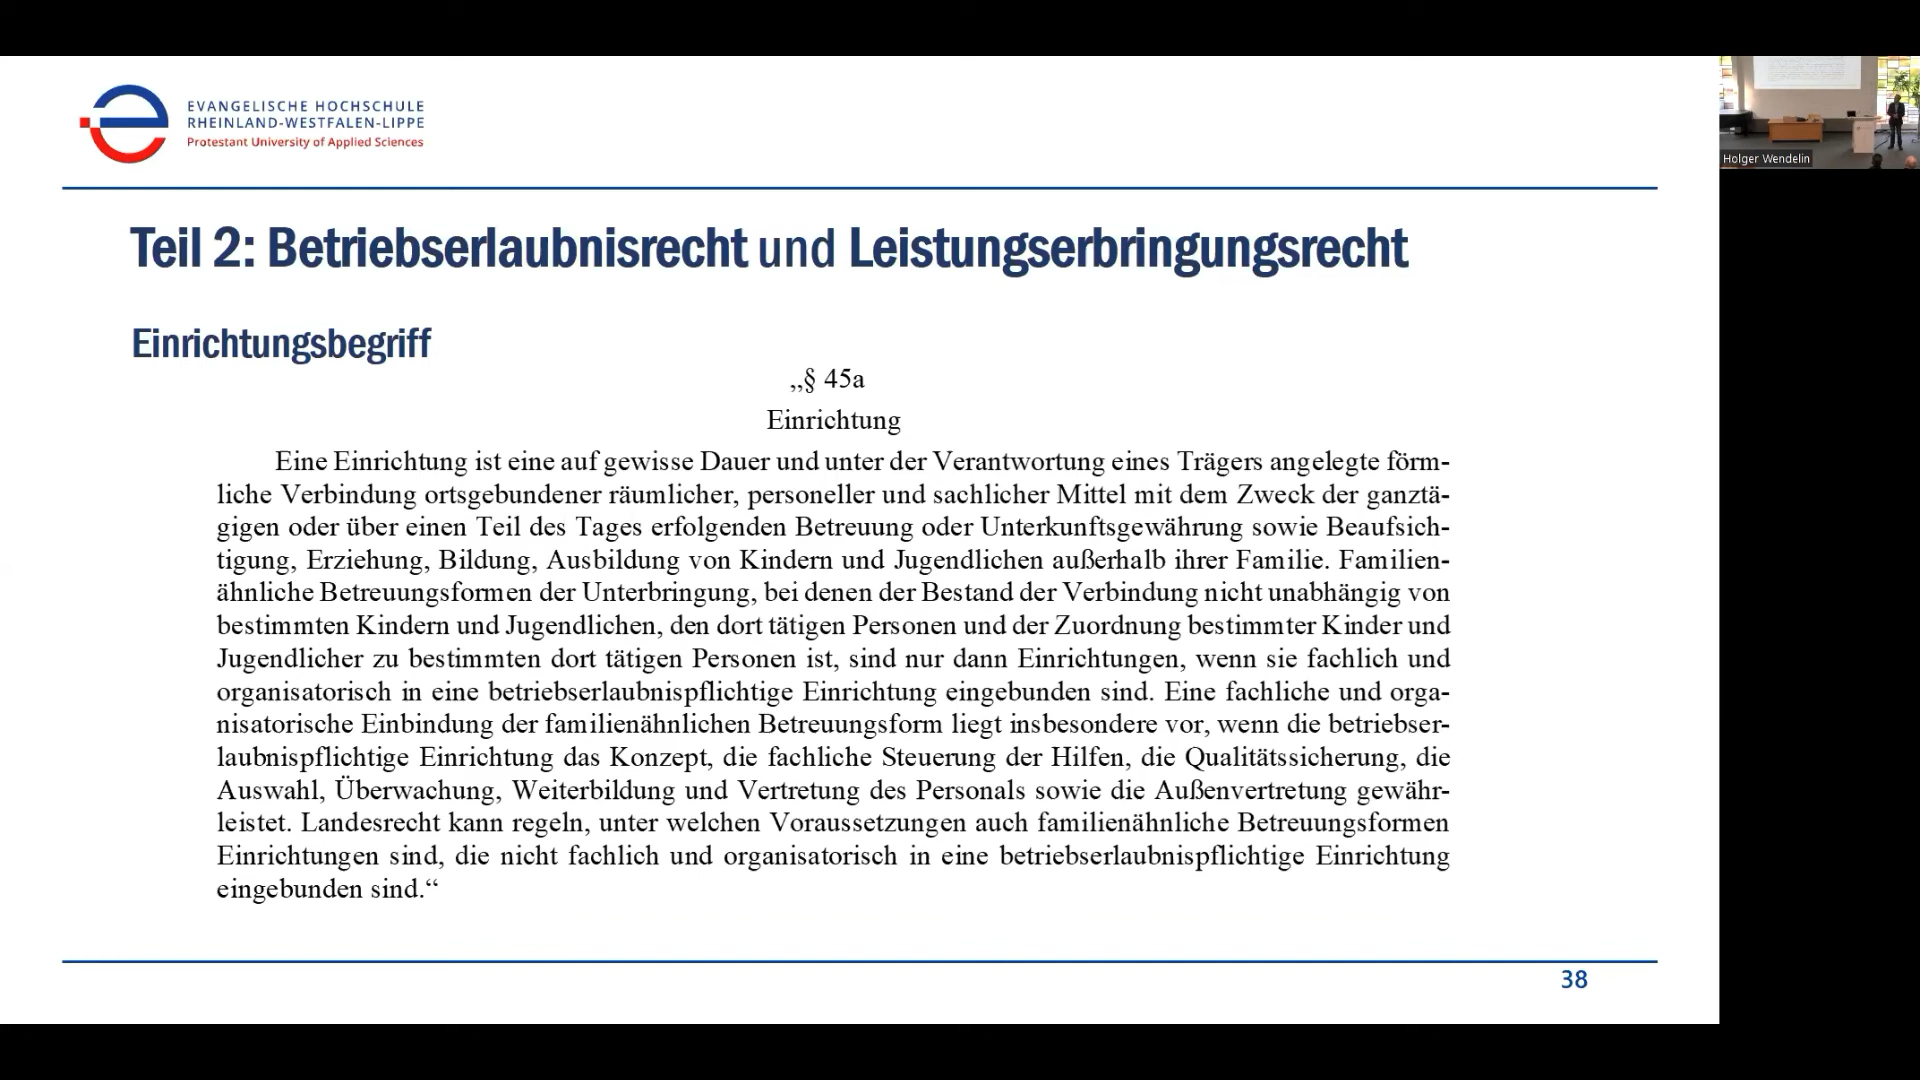 EVANGELISCHE HOCHSCHULE
RHEINLAND-WESTFALEN-LIPPE
Protestant University of Applied Sciences
Holger Wendelin
Teil 2: Betriebserlaubnisrecht und Leistungserbringungsrecht
Einrichtungsbegriff
„§ 45a
Einrichtung
Eine Einrichtung ist eine auf gewisse Dauer und unter der Verantwortung eines Trägers angelegte förm-
liche Verbindung ortsgebundener räumlicher, personeller und sachlicher Mittel mit dem Zweck der ganztä-
gigen oder über einen Teil des Tages erfolgenden Betreuung oder Unterkunftsgewährung sowie Beaufsich-
tigung, Erziehung, Bildung, Ausbildung von Kindern und Jugendlichen außerhalb ihrer Familie. Familien-
ähnliche Betreuungsformen der Unterbringung, bei denen der Bestand der Verbindung nicht unabhängig von
bestimmten Kindern und Jugendlichen, den dort tätigen Personen und der Zuordnung bestimmter Kinder und
Jugendlicher zu bestimmten dort tätigen Personen ist, sind nur dann Einrichtungen, wenn sie fachlich und
organisatorisch in eine betriebserlaubnispflichtige Einrichtung eingebunden sind. Eine fachliche und orga-
nisatorische Einbindung der familienähnlichen Betreuungsform liegt insbesondere vor, wenn die betriebser-
laubnispflichtige Einrichtung das Konzept, die fachliche Steuerung der Hilfen, die Qualitätssicherung, die
Auswahl, Überwachung, Weiterbildung und Vertretung des Personals sowie die Außenvertretung gewähr-
leistet. Landesrecht kann regeln, unter welchen Voraussetzungen auch familienähnliche Betreuungsformen
Einrichtungen sind, die nicht fachlich und organisatorisch in eine betriebserlaubnispflichtige Einrichtung
eingebunden sind.“
38